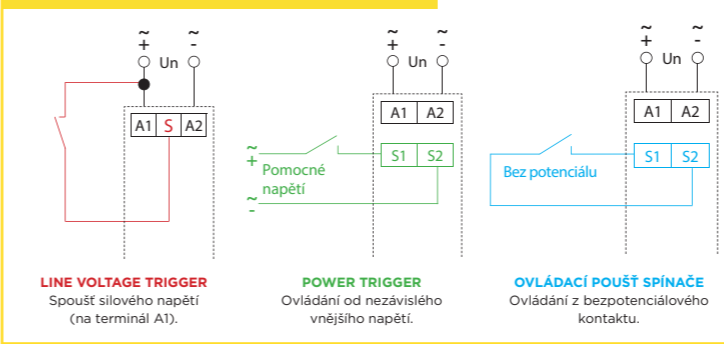 ~ ~
+ Un -
A1 S A2
LINE VOLTAGE TRIGGER
Spoušť silového napětí
(na terminál A1).
~ ~
+ Un -
A1 A2
S1 S2
~
+
Pomocné
napětí
~
-
POWER TRIGGER
Ovládání od nezávislého
vnějšího napětí.
~ ~
+ Un -
A1 A2
S1 S2
Bez potenciálu
OVLÁDACÍ POUŠŤ SPÍNAČE
Ovládání z bezpotenciálového
kontaktu.